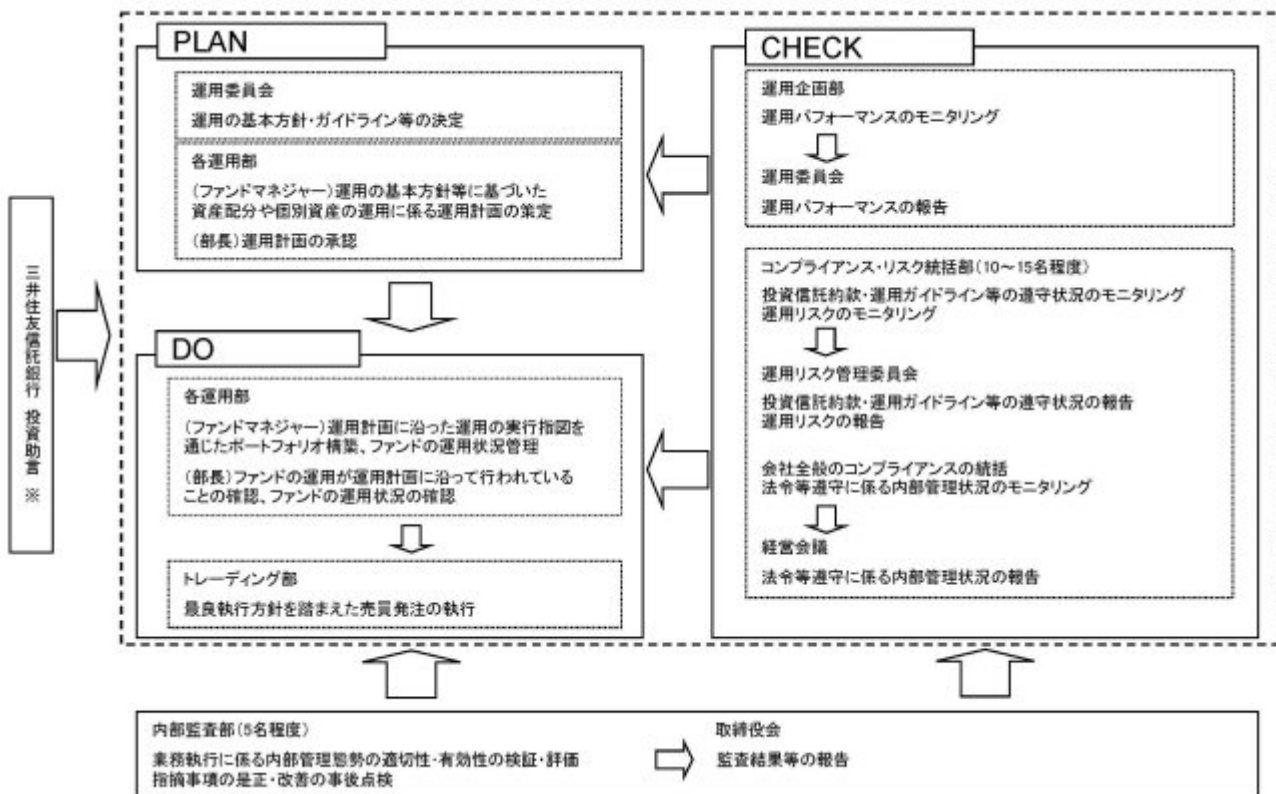 三井住友信託銀行 投資助言 ※
PLAN
運用委員会
運用の基本方針・ガイドライン等の決定
各運用部
(ファンドマネジャー)運用の基本方針等に基づいた
資産配分や個別資産の運用に係る運用計画の策定
(部長)運用計画の承認
DO
各運用部
(ファンドマネジャー)運用計画に沿った運用の実行指図を
通じたポートフォリオ構築、ファンドの運用状況管理
(部長)ファンドの運用が運用計画に沿って行われている
ことの確認、ファンドの運用状況の確認
トレーディング部
最良執行方針を踏まえた売買発注の執行
CHECK
運用企画部
運用パフォーマンスのモニタリング
運用委員会
運用パフォーマンスの報告
コンプライアンス・リスク統括部(10~15名程度)
投資信託約款・運用ガイドライン等の遵守状況のモニタリング
運用リスクのモニタリング
運用リスク管理委員会
投資信託約款・運用ガイドライン等の遵守状況の報告
運用リスクの報告
会社全般のコンプライアンスの統括
法令等遵守に係る内部管理状況のモニタリング
経営会議
法令等遵守に係る内部管理状況の報告
内部監査部(5名程度)
業務執行に係る内部管理態勢の適切性・有効性の検証・評価
指摘事項の是正・改善の事後点検
取締役会
監査結果等の報告